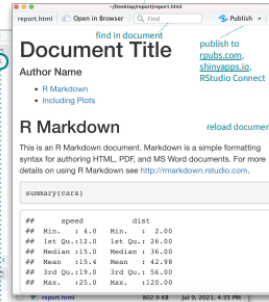 ~/Desktop/report/report.html
report.html Open in Browser Find Publish
find in document
publish to
rpubs.com,
shinyapps.io,
RStudio Connect
Document Title
Author Name
• R Markdown
• Including Plots
R Markdown
reload documen
This is an R Markdown document. Markdown is a simple formatting
syntax for authoring HTML, PDF, and MS Word documents. For more
details on using R Markdown see http://rmarkdown.rstudio.com.
summary(cars)
## speed dist
## Min. : 4.0 Min. : 2.00
## 1st Qu.:12.0 1st Qu.: 26.00
## Median :15.0 Median : 36.00
## Mean :15.4 Mean : 42.98
## 3rd Qu.:19.0 3rd Qu.: 56.00
## Max. :25.0 Max. :120.00
report.html 802.9 KB Jul 9, 2021, 4:35 PM